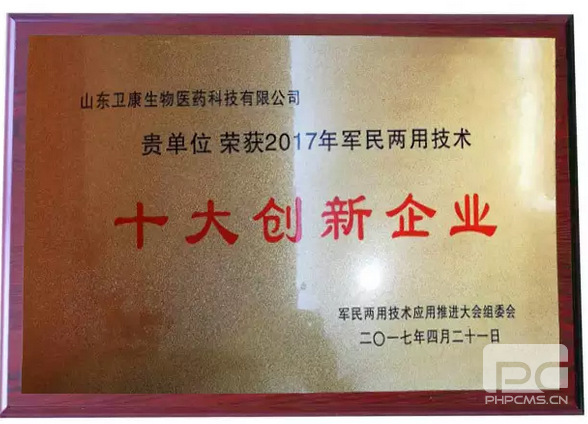 山东卫康生物医药科技有限公司
贵单位 荣获2017年军民两用技术
十大创新企业
军民两用技术应用推进大会组委会
二〇一七年四月二十一日
PC
PHPCMS.CN